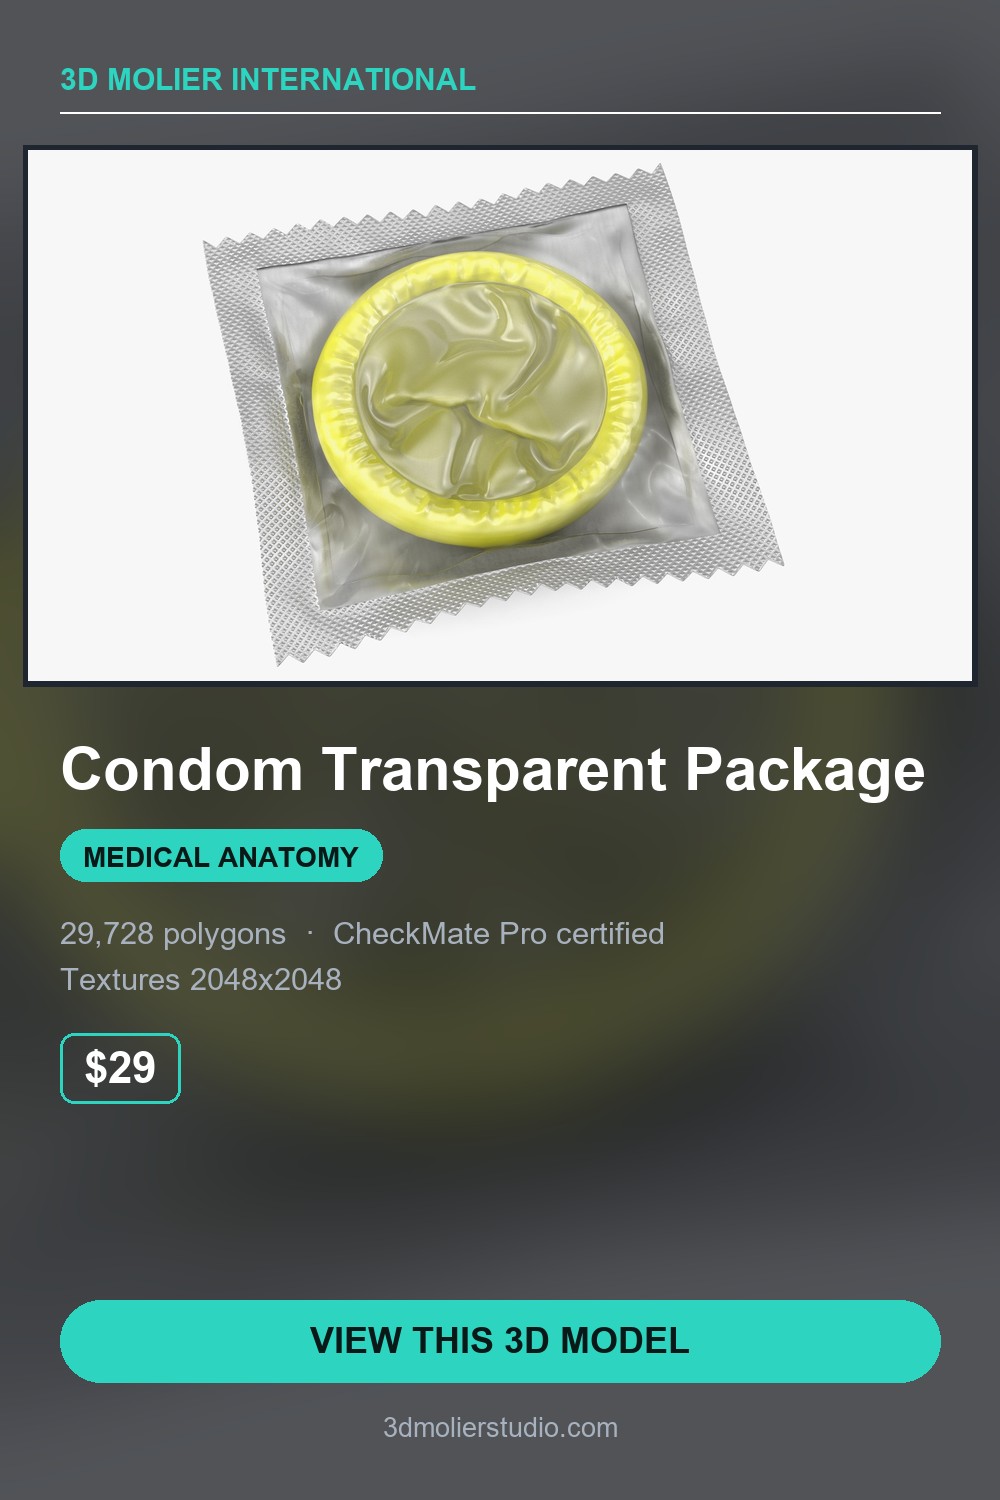 3D MOLIER INTERNATIONAL
Condom Transparent Package
MEDICAL ANATOMY
29,728 polygons · CheckMate Pro certified
Textures 2048x2048
$29
VIEW THIS 3D MODEL
3dmolierstudio.com